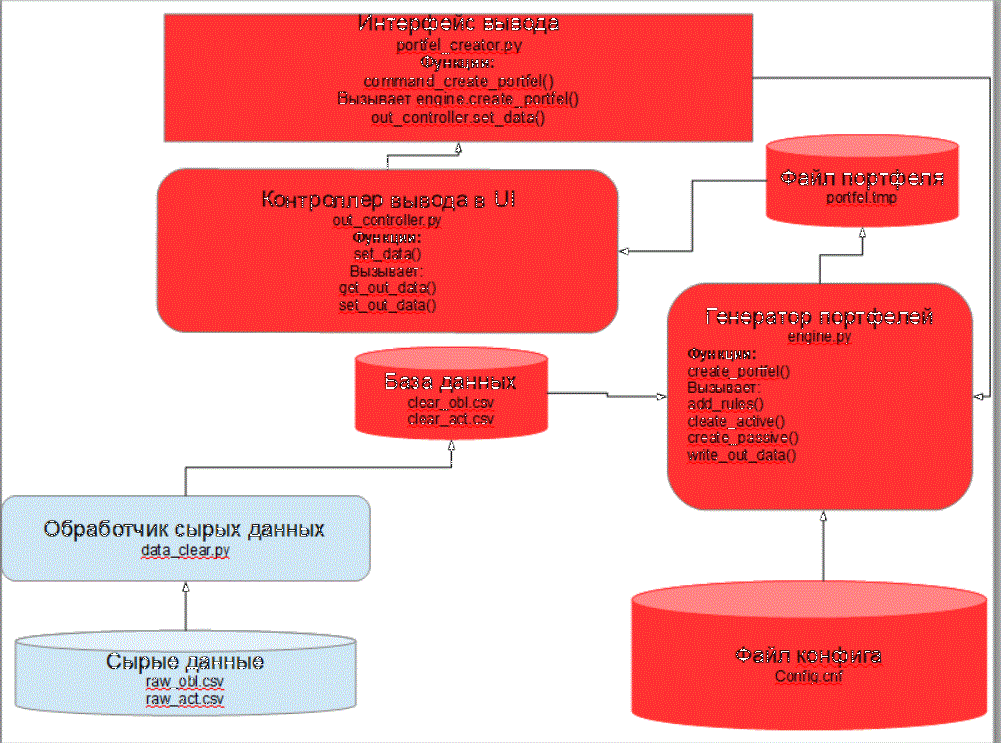 Интерфейс вывода
portfel_creator.py
Функции:
command_create_portfel()
Вызывает engine.create_portfel()
out_controller.set_data()
Файл портфеля
portfel.tmp
Контроллер вывода в UI
out_controller.py
Функции:
set_data()
Вызывает:
get_out_data()
set_out_data()
Генератор портфелей
engine.py
Функции:
create_portfel()
Вызывает:
add_rules()
cleate_active()
create_passive()
write_out_data()
База данных
clear_obl.csv
clear_act.csv
Обработчик сырых данных
data_clear.py
Сырые данные
raw_obl.csv
raw_act.csv
Файл конфига
Config.cnf